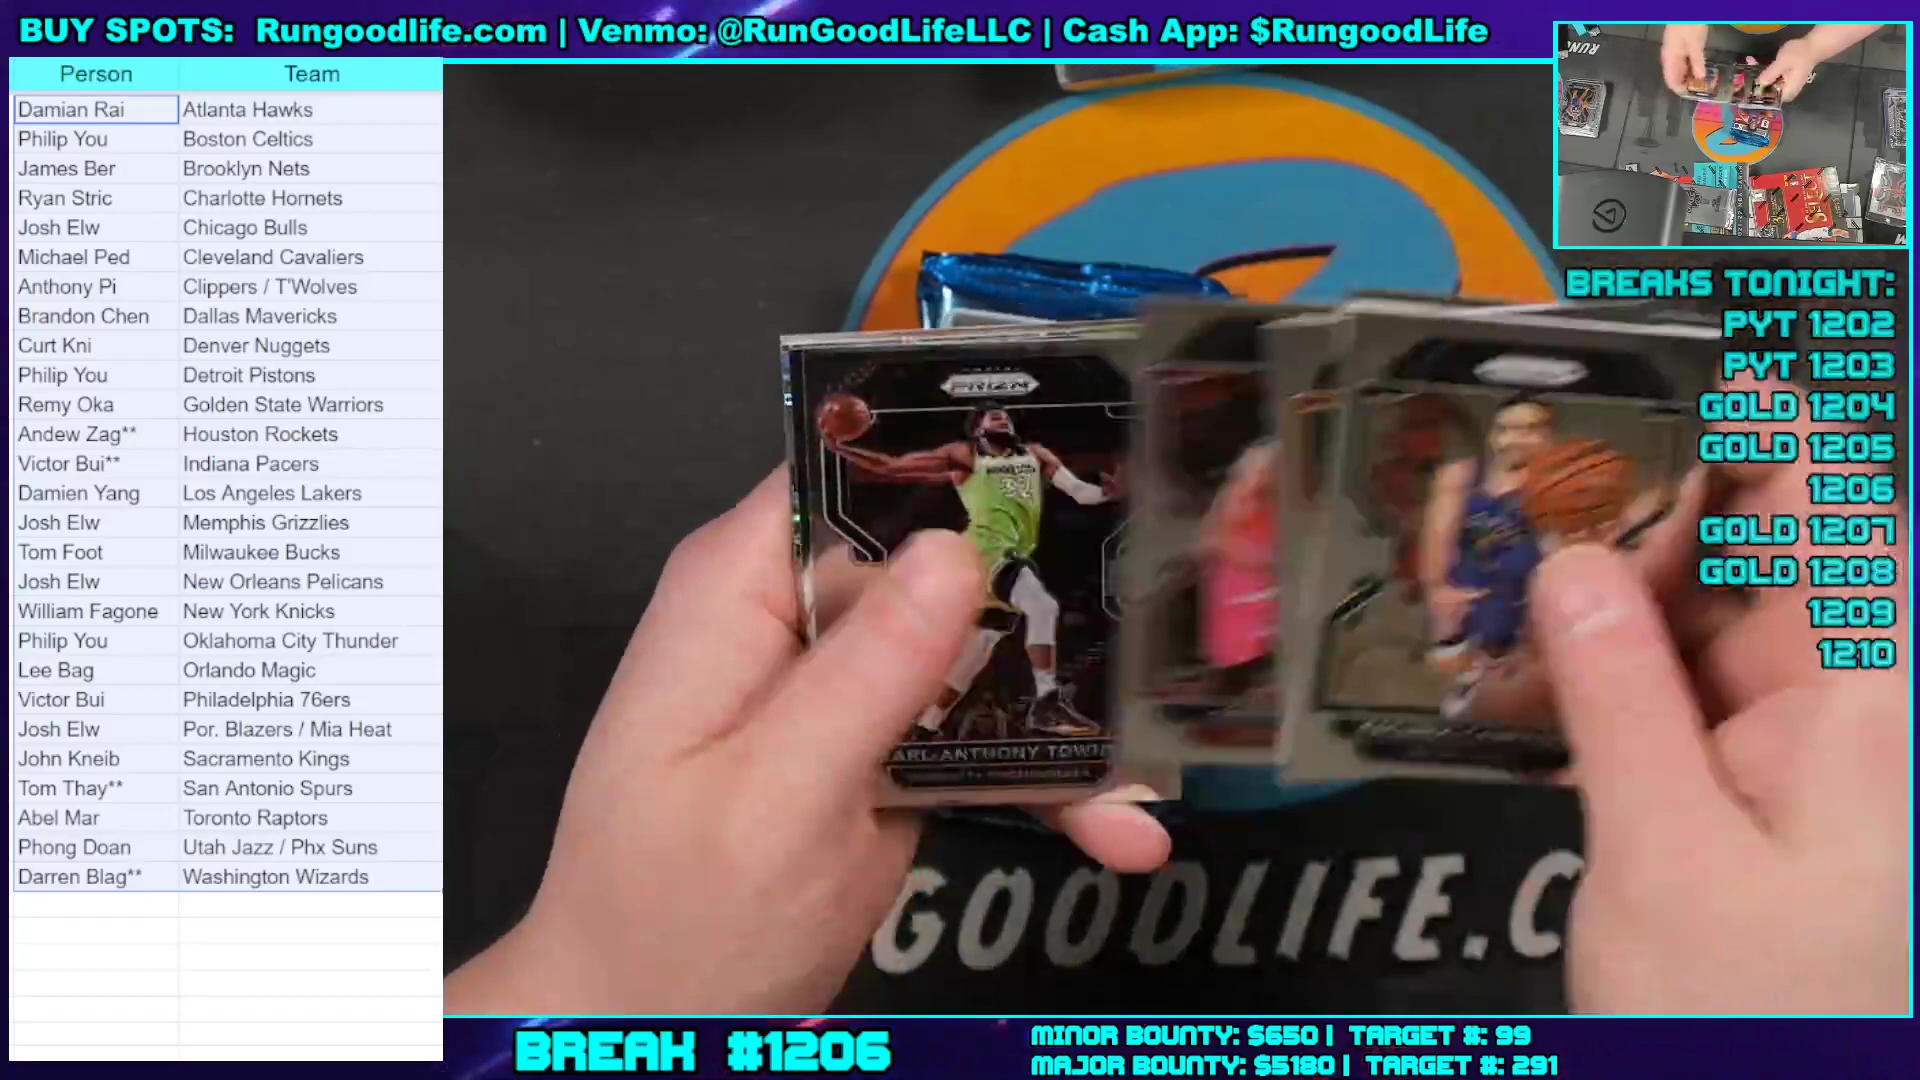 BUY SPOTS: Rungoodlife.com | Venmo: @RunGoodLifeLLC | Cash App: $RungoodLife
Person Team
Damian Rai Atlanta Hawks
Philip You Boston Celtics
James Ber Brooklyn Nets
Ryan Stric Charlotte Hornets
Josh Elw Chicago Bulls
Michael Ped Cleveland Cavaliers
Anthony Pi Clippers / T'Wolves
Brandon Chen Dallas Mavericks
Curt Kni Denver Nuggets
Philip You Detroit Pistons
Remy Oka Golden State Warriors
Andew Zag** Houston Rockets
Victor Bui** Indiana Pacers
Damien Yang Los Angeles Lakers
Josh Elw Memphis Grizzlies
Tom Foot Milwaukee Bucks
Josh Elw New Orleans Pelicans
William Fagone New York Knicks
Philip You Oklahoma City Thunder
Lee Bag Orlando Magic
Victor Bui Philadelphia 76ers
Josh Elw Por. Blazers / Mia Heat
John Kneib Sacramento Kings
Tom Thay** San Antonio Spurs
Abel Mar Toronto Raptors
Phong Doan Utah Jazz / Phx Suns
Darren Blag** Washington Wizards
PRIZM
ARL-ANTHONY TOW
GOODLIFE.C
SELECT
BREAKS TONIGHT:
PYT 1202
PYT 1203
GOLD 1204
GOLD 1205
1206
GOLD 1207
GOLD 1208
1209
1210
BREAK #1206
MINOR BOUNTY: $650 | TARGET #: 99
MAJOR BOUNTY: $5180 | TARGET #: 291